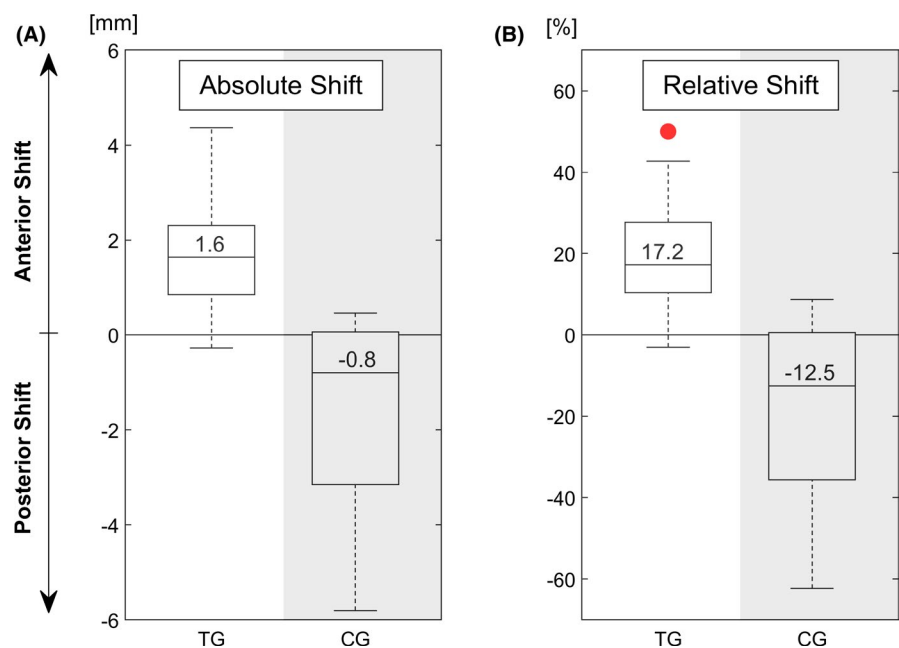 (A)
[mm]
Absolute Shift
Anterior Shift
Posterior Shift
6
4
2
0
-2
-4
-6
1.6
-0.8
TG
CG
(B)
[%]
Relative Shift
60
40
20
0
-20
-40
-60
17.2
-12.5
TG
CG